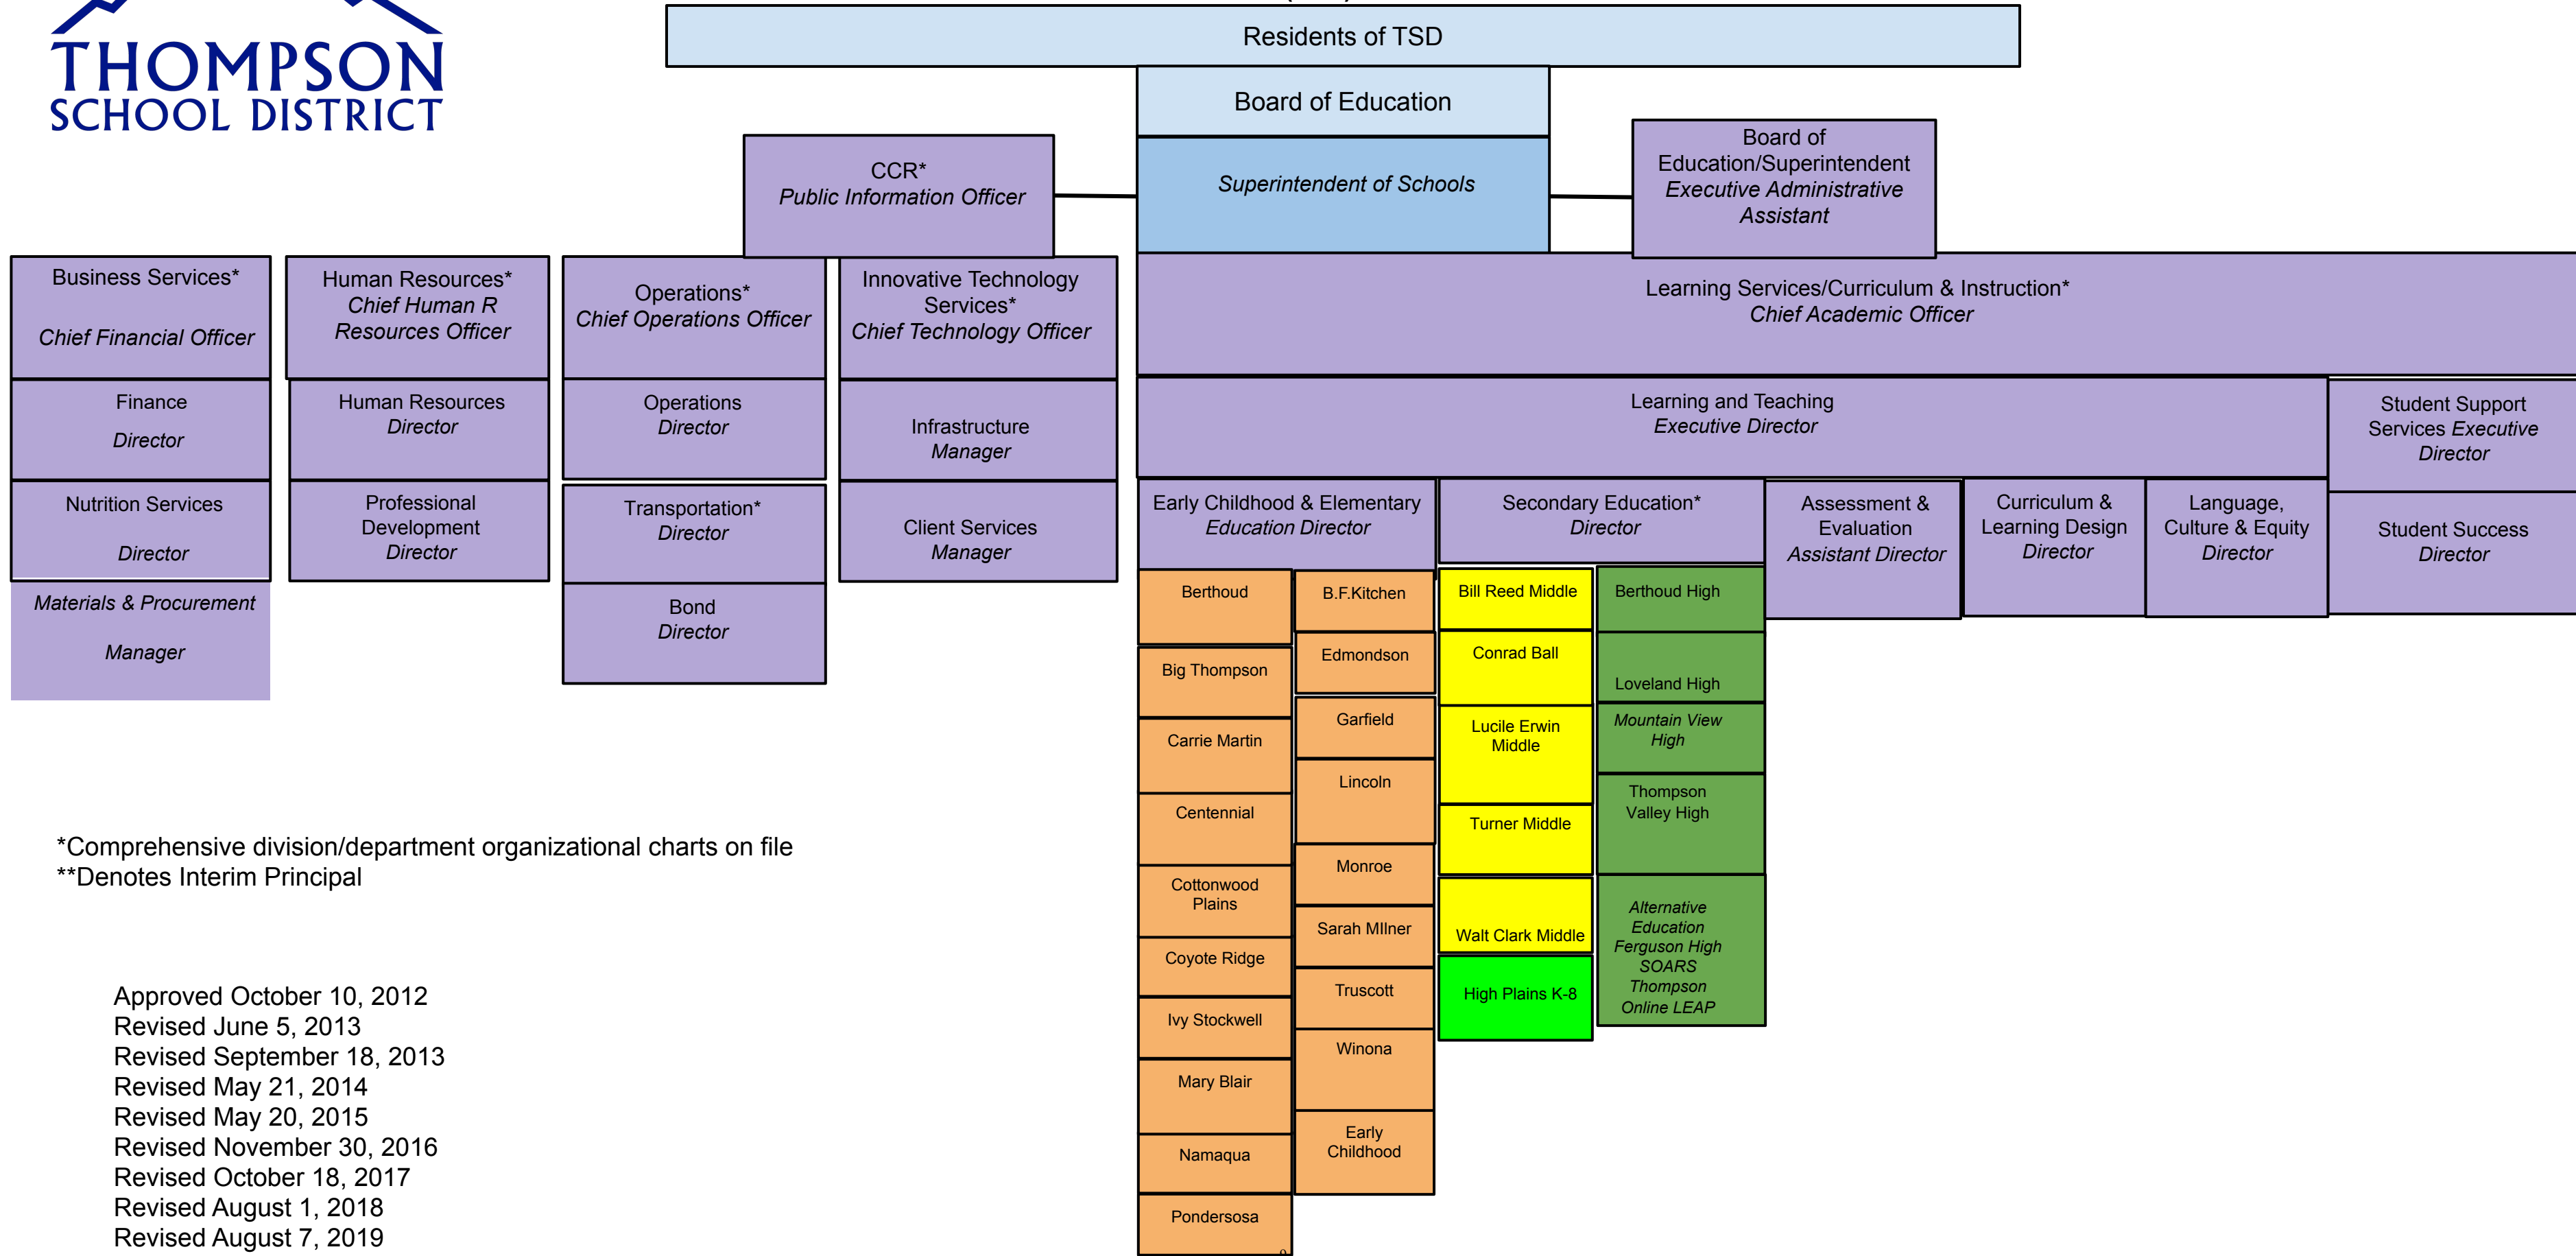 THOMPSON
SCHOOL DISTRICT
Residents of TSD
Board of Education
CCR*
Public Information Officer
Superintendent of Schools
Board of
Education/Superintendent
Executive Administrative
Assistant
Business Services*
Chief Financial Officer
Human Resources*
Chief Human R
Resources Officer
Operations*
Chief Operations Officer
Innovative Technology
Services*
Chief Technology Officer
Learning Services/Curriculum & Instruction*
Chief Academic Officer
Finance
Director
Human Resources
Director
Operations
Director
Infrastructure
Manager
Learning and Teaching
Executive Director
Student Support
Services Executive
Director
Nutrition Services
Director
Professional
Development
Director
Transportation*
Director
Client Services
Manager
Early Childhood & Elementary
Education Director
Secondary Education*
Director
Assessment &
Evaluation
Assistant Director
Curriculum &
Learning Design
Director
Language,
Culture & Equity
Director
Student Success
Director
Materials & Procurement
Manager
Bond
Director
Berthoud
Big Thompson
Carrie Martin
Centennial
Cottonwood
Plains
Coyote Ridge
Ivy Stockwell
Mary Blair
Namaqua
Pondersosa
B.F.Kitchen
Edmondson
Garfield
Lincoln
Monroe
Sarah MIlner
Truscott
Winona
Early
Childhood
Bill Reed Middle
Conrad Ball
Lucile Erwin
Middle
Turner Middle
Walt Clark Middle
High Plains K-8
Berthoud High
Loveland High
Mountain View
High
Thompson
Valley High
Alternative
Education
Ferguson High
SOARS
Thompson
Online LEAP
*Comprehensive division/department organizational charts on file
**Denotes Interim Principal
Approved October 10, 2012
Revised June 5, 2013
Revised September 18, 2013
Revised May 21, 2014
Revised May 20, 2015
Revised November 30, 2016
Revised October 18, 2017
Revised August 1, 2018
Revised August 7, 2019